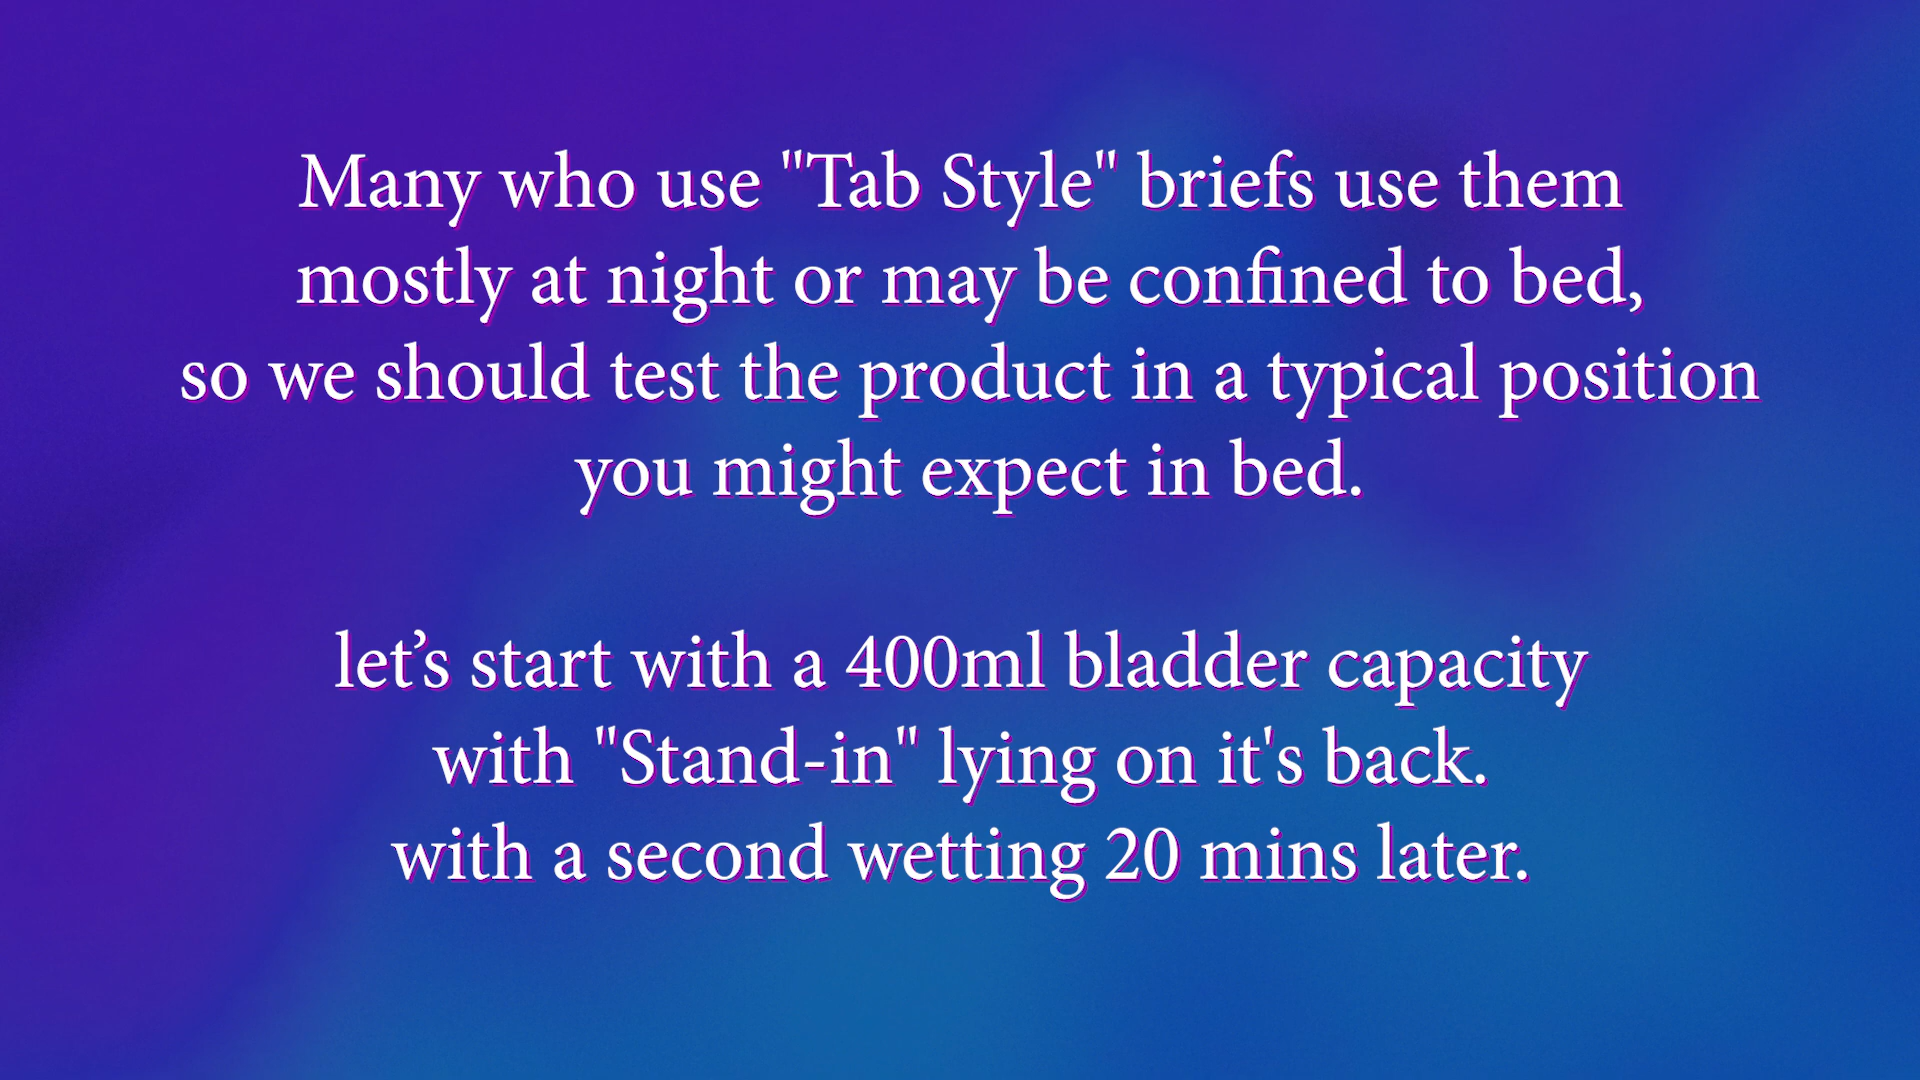 Many who use "Tab Style" briefs use them
mostly at night or may be confined to bed,
so we should test the product in a typical position
you might expect in bed.
let’s start with a 400ml bladder capacity
with "Stand-in" lying on it's back.
with a second wetting 20 mins later.